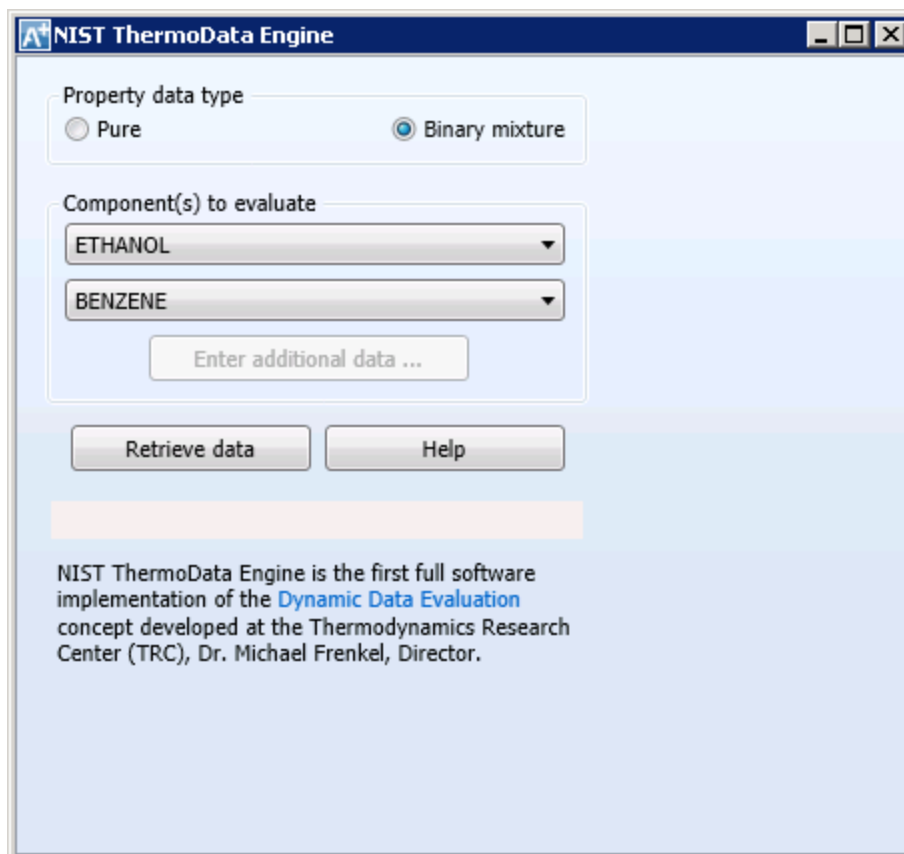 A+ NIST ThermoData Engine
Property data type
Pure
Binary mixture
Component(s) to evaluate
ETHANOL
BENZENE
Enter additional data ...
Retrieve data
Help
NIST ThermoData Engine is the first full software
implementation of the Dynamic Data Evaluation
concept developed at the Thermodynamics Research
Center (TRC), Dr. Michael Frenkel, Director.